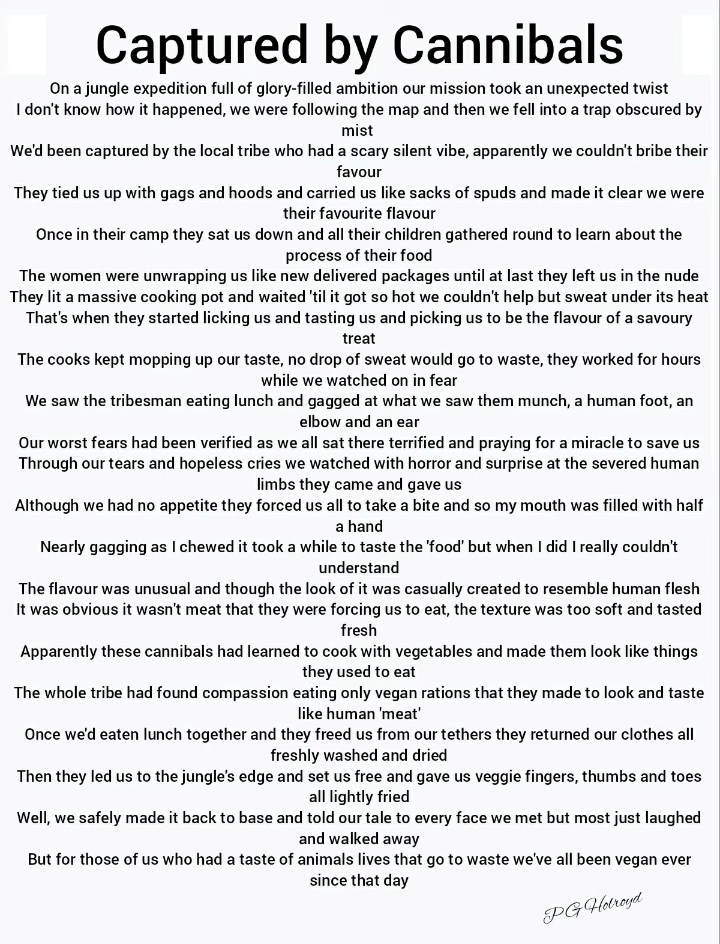 Captured by Cannibals
On a jungle expedition full of glory-filled ambition our mission took an unexpected twist
I don't know how it happened, we were following the map and then we fell into a trap obscured by
mist
We'd been captured by the local tribe who had a scary silent vibe, apparently we couldn't bribe their
favour
They tied us up with gags and hoods and carried us like sacks of spuds and made it clear we were
their favourite flavour
Once in their camp they sat us down and all their children gathered round to learn about the
process of their food
The women were unwrapping us like new delivered packages until at last they left us in the nude
They lit a massive cooking pot and waited 'til it got so hot we couldn't help but sweat under its heat
That's when they started licking us and tasting us and picking us to be the flavour of a savoury
treat
The cooks kept mopping up our taste, no drop of sweat would go to waste, they worked for hours
while we watched on in fear
We saw the tribesman eating lunch and gagged at what we saw them munch, a human foot, an
elbow and an ear
Our worst fears had been verified as we all sat there terrified and praying for a miracle to save us
Through our tears and hopeless cries we watched with horror and surprise at the severed human
limbs they came and gave us
Although we had no appetite they forced us all to take a bite and so my mouth was filled with half
a hand
Nearly gagging as I chewed it took a while to taste the 'food' but when I did I really couldn't
understand
The flavour was unusual and though the look of it was casually created to resemble human flesh
It was obvious it wasn't meat that they were forcing us to eat, the texture was too soft and tasted
fresh
Apparently these cannibals had learned to cook with vegetables and made them look like things
they used to eat
The whole tribe had found compassion eating only vegan rations that they made to look and taste
like human 'meat'
Once we'd eaten lunch together and they freed us from our tethers they returned our clothes all
freshly washed and dried
Then they led us to the jungle's edge and set us free and gave us veggie fingers, thumbs and toes
all lightly fried
Well, we safely made it back to base and told our tale to every face we met but most just laughed
and walked away
But for those of us who had a taste of animals lives that go to waste we've all been vegan ever
since that day
PG Holroyd